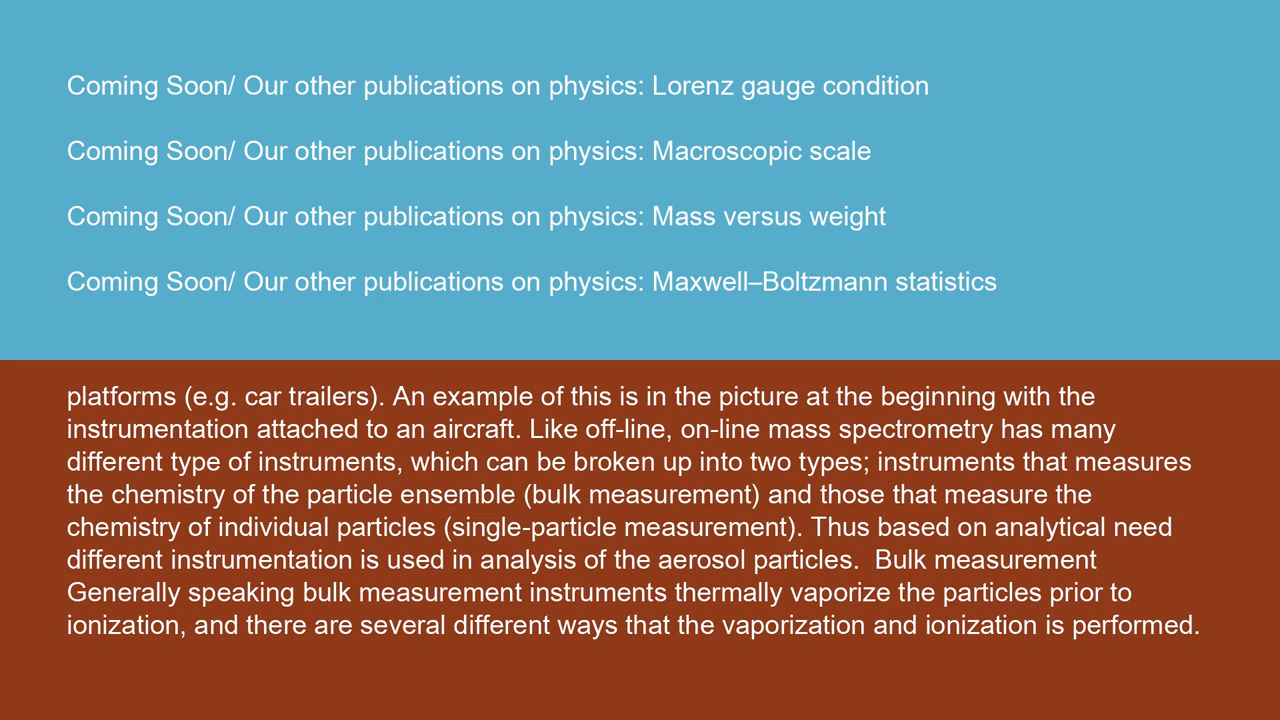 Coming Soon/ Our other publications on physics: Lorenz gauge condition
Coming Soon/ Our other publications on physics: Macroscopic scale
Coming Soon/ Our other publications on physics: Mass versus weight
Coming Soon/ Our other publications on physics: Maxwell–Boltzmann statistics
platforms (e.g. car trailers). An example of this is in the picture at the beginning with the
instrumentation attached to an aircraft. Like off-line, on-line mass spectrometry has many
different type of instruments, which can be broken up into two types; instruments that measures
the chemistry of the particle ensemble (bulk measurement) and those that measure the
chemistry of individual particles (single-particle measurement). Thus based on analytical need
different instrumentation is used in analysis of the aerosol particles.  Bulk measurement
Generally speaking bulk measurement instruments thermally vaporize the particles prior to
ionization, and there are several different ways that the vaporization and ionization is performed.